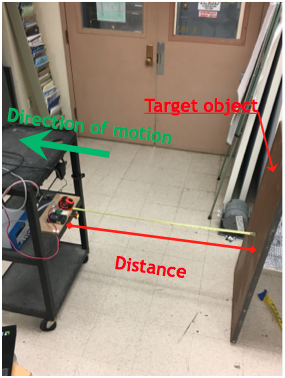 Target object
Direction of motion
Distance